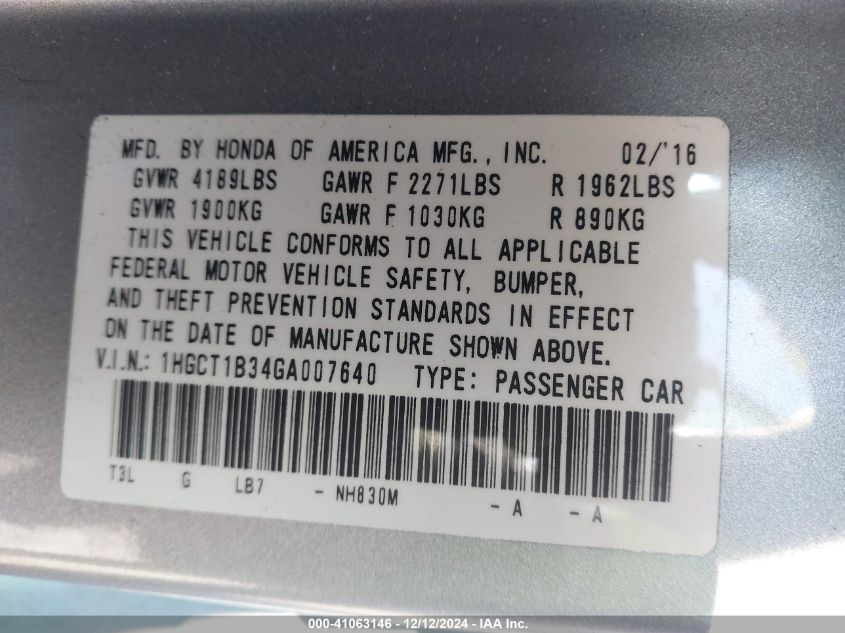 MFD. BY HONDA OF AMERICA MFG., INC. 02/'16
GVWR 4189LBS GAWR F 2271LBS R 1962LBS
GVWR 1900KG GAWR F 1030KG R 890KG
THIS VEHICLE CONFORMS TO ALL APPLICABLE
FEDERAL MOTOR VEHICLE SAFETY, BUMPER,
AND THEFT PREVENTION STANDARDS IN EFFECT
ON THE DATE OF MANUFACTURE SHOWN ABOVE.
V.I.N.: 1HGCT1B34GA007640 TYPE: PASSENGER CAR
T3L G LB7 - NH830M - A - A
000-41063146 - 12/12/2024 - IAA, Inc.